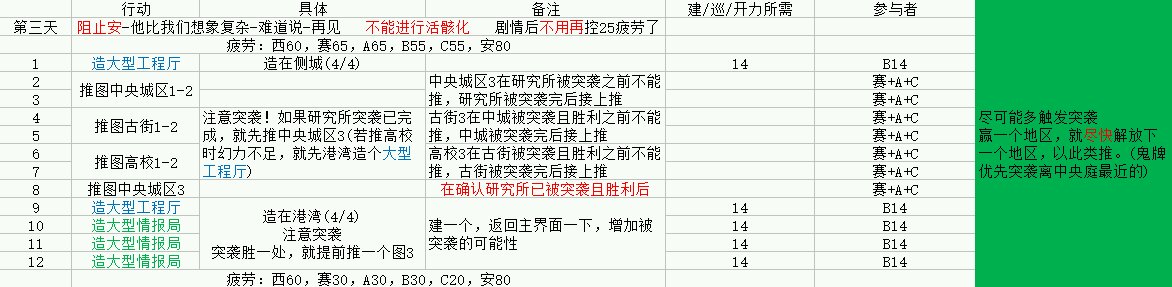 行动 具体 备注 建/巡/开力所需 参与者
第三天 阻止安-他比我们想象复杂-难道说-再见 不能进行活骸化 剧情后不用再控25疲劳了
疲劳：西60，赛65，A65，B55，C55，安80
1 造大型工程厅 造在侧城(4/4) 14 B14
2 推图中央城区1-2 中央城区3在研究所被突袭之前不能 赛+A+C
3 推，研究所被突袭完后接上推 赛+A+C
4 推图古街1-2 注意突袭！如果研究所突袭已完 古街3在中城被突袭且胜利之前不能 赛+A+C
5 成，就先推中央城区3(若推高校 推，中城被突袭完后接上推 赛+A+C
6 推图高校1-2 时幻力不足，就先港湾造个大型 高校3在古街被突袭且胜利之前不能 赛+A+C
7 工程厅) 推，古街被突袭完后接上推 赛+A+C
8 推图中央城区3 在确认研究所已被突袭且胜利后 赛+A+C
9 造大型工程厅 造在港湾(4/4) 14 B14
10 造大型情报局 注意突袭 建一个，返回主界面一下，增加被 14 B14
11 造大型情报局 突袭胜一处，就提前推一个图3 突袭的可能性 14 B14
12 造大型情报局 14 B14
疲劳：西60，赛30，A30，B30，C20，安80
尽可能多触发突袭
赢一个地区，就尽快解放下
一个地区，以此类推。(鬼牌
优先突袭离中央庭最近的)